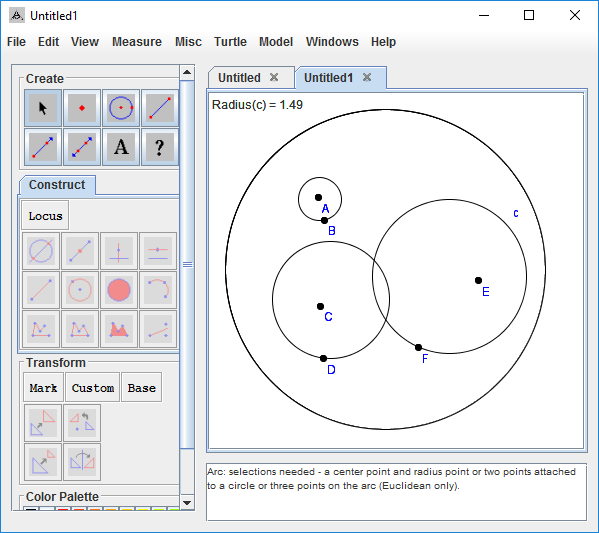 Untitled1
File Edit View Measure Misc Turtle Model Windows Help
Create
A ?
Construct
Locus
Transform
Mark Custom Base
Color Palette
Untitled Untitled1
Radius(c) = 1.49
A
B
c
E
C
F
D
Arc: selections needed - a center point and radius point or two points attached
to a circle or three points on the arc (Euclidean only).